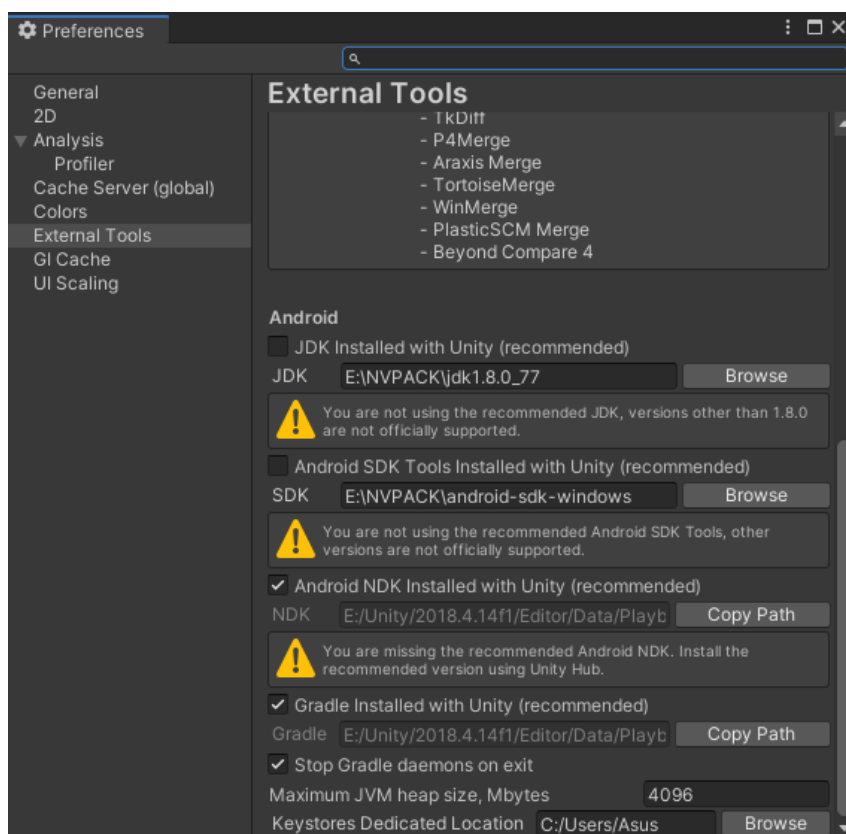 Preferences
General
2D
Analysis
Profiler
Cache Server (global)
Colors
External Tools
GI Cache
UI Scaling
External Tools
- TkDiff
- P4Merge
- Araxis Merge
- TortoiseMerge
- WinMerge
- PlasticSCM Merge
- Beyond Compare 4
Android
JDK Installed with Unity (recommended)
JDK E:\NVPACK\jdk1.8.0_77 Browse
You are not using the recommended JDK, versions other than 1.8.0
are not officially supported.
Android SDK Tools Installed with Unity (recommended)
SDK E:\NVPACK\android-sdk-windows Browse
You are not using the recommended Android SDK Tools, other
versions are not officially supported.
Android NDK Installed with Unity (recommended)
NDK E:/Unity/2018.4.14f1/Editor/Data/Playb Copy Path
You are missing the recommended Android NDK. Install the
recommended version using Unity Hub.
Gradle Installed with Unity (recommended)
Gradle E:/Unity/2018.4.14f1/Editor/Data/Playb Copy Path
Stop Gradle daemons on exit
Maximum JVM heap size, Mbytes 4096
Keystores Dedicated Location C:/Users/Asus Browse